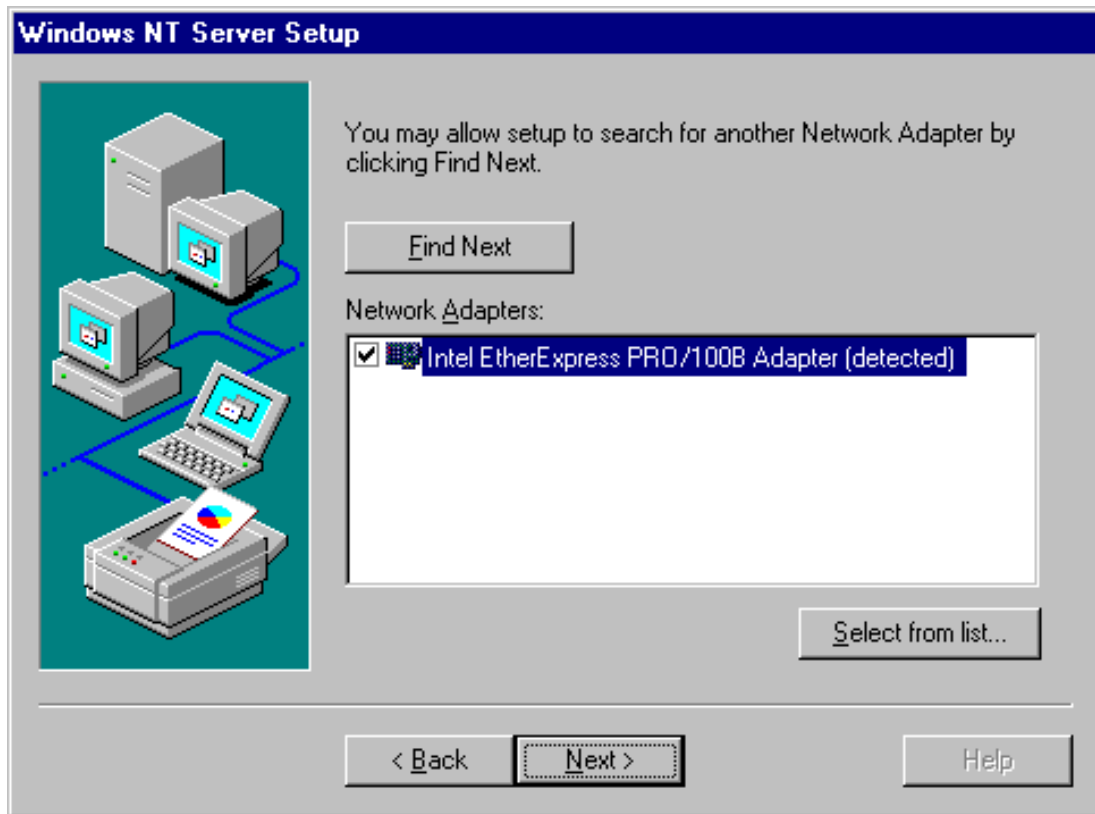 Windows NT Server Setup
You may allow setup to search for another Network Adapter by
clicking Find Next.
Find Next
Network Adapters:
Intel EtherExpress PRO/100B Adapter (detected)
Select from list...
< Back
Next >
Help